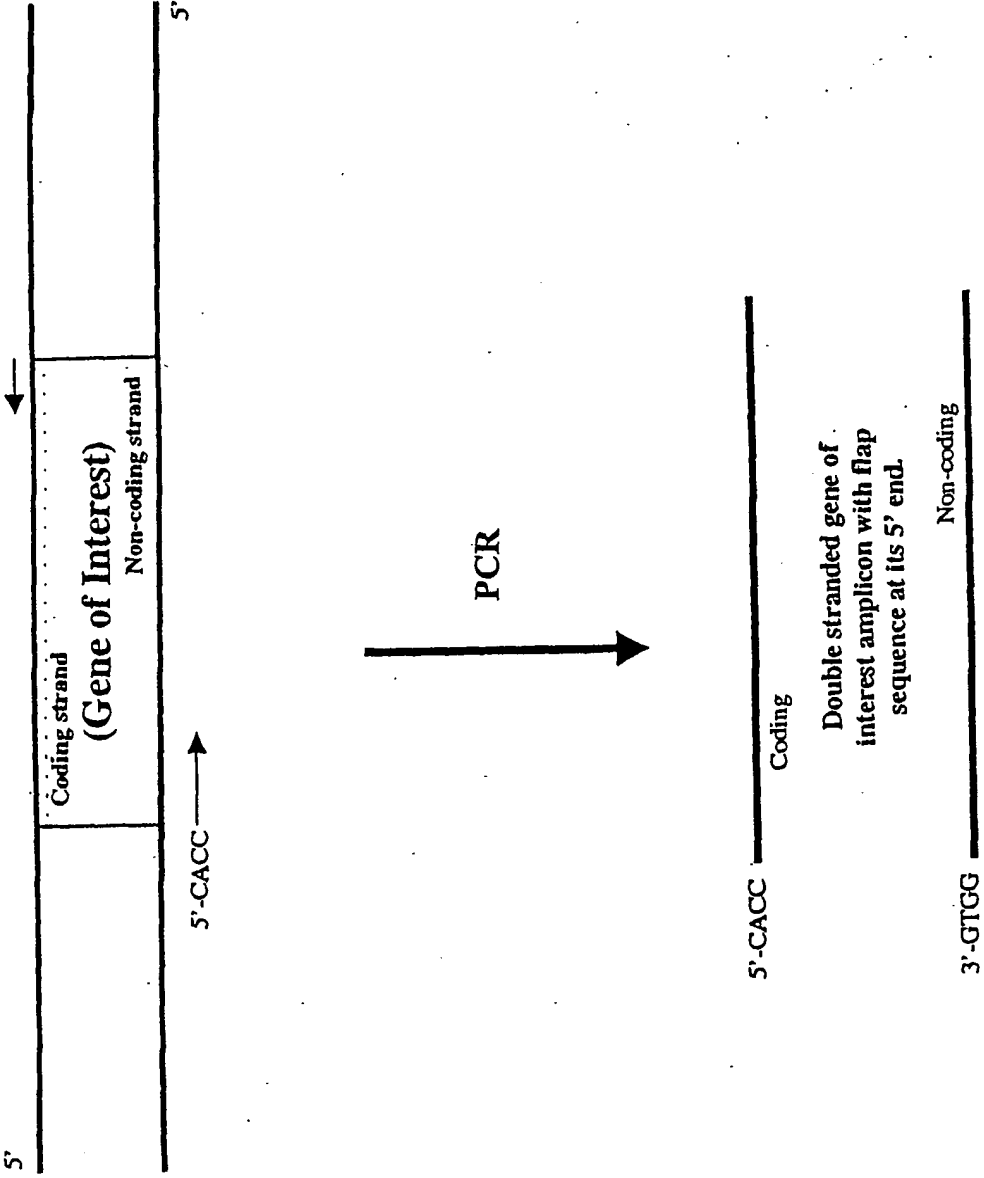 5'
5'
Coding strand
(Gene of Interest)
Non-coding strand
5'-CACC
PCR
5'-CACC
Coding
Double stranded gene of
interest amplicon with flap
sequence at its 5' end.
Non-coding
3'-GTGG